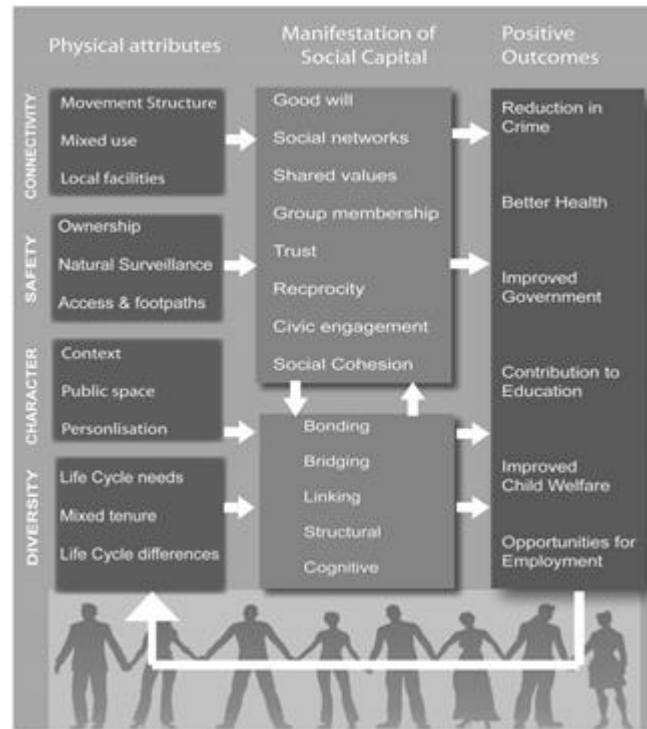 Physical attributes
Manifestation of
Social Capital
Positive
Outcomes
CONNECTIVITY
Movement Structure
Mixed use
Local facilities
SAFETY
Ownership
Natural Surveillance
Access & footpaths
CHARACTER
Context
Public space
Personlisation
DIVERSITY
Life Cycle needs
Mixed tenure
Life Cycle differences
Good will
Social networks
Shared values
Group membership
Trust
Recprocity
Civic engagement
Social Cohesion
Bonding
Bridging
Linking
Structural
Cognitive
Reduction in
Crime
Better Health
Improved
Government
Contribution to
Education
Improved
Child Welfare
Opportunities for
Employment